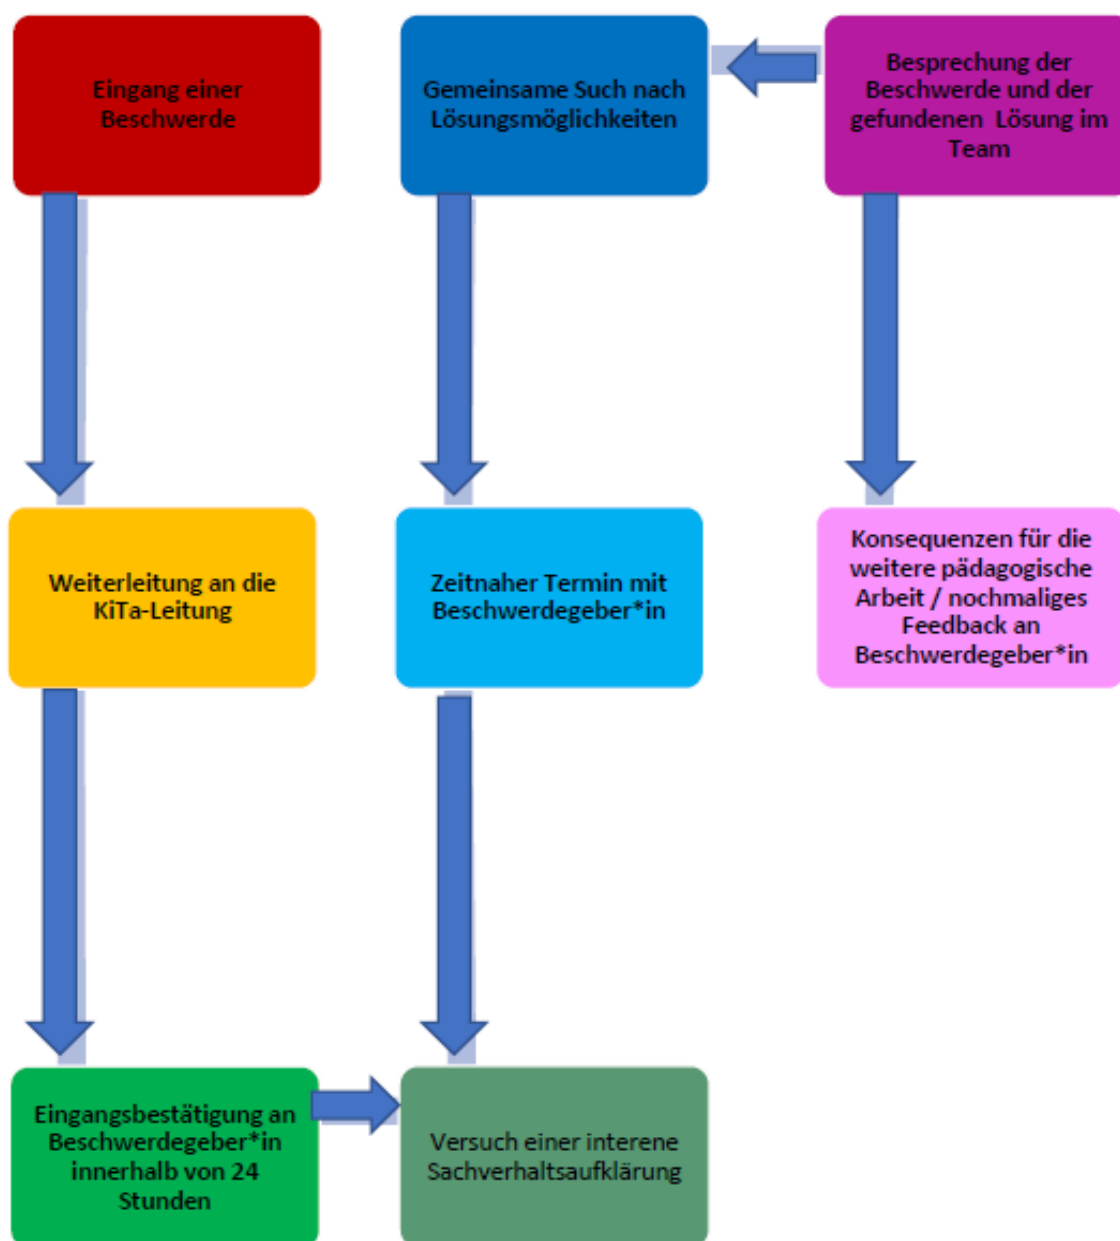 Eingang einer
Beschwerde
Gemeinsame Such nach
Lösungsmöglichkeiten
Besprechung der
Beschwerde und der
gefundenen Lösung im
Team
Weiterleitung an die
KiTa-Leitung
Zeitnaher Termin mit
Beschwerdegeber*in
Konsequenzen für die
weitere pädagogische
Arbeit / nochmaliges
Feedback an
Beschwerdegeber*in
Eingangsbestätigung an
Beschwerdegeber*in
innerhalb von 24
Stunden
Versuch einer interene
Sachverhaltsaufklärung